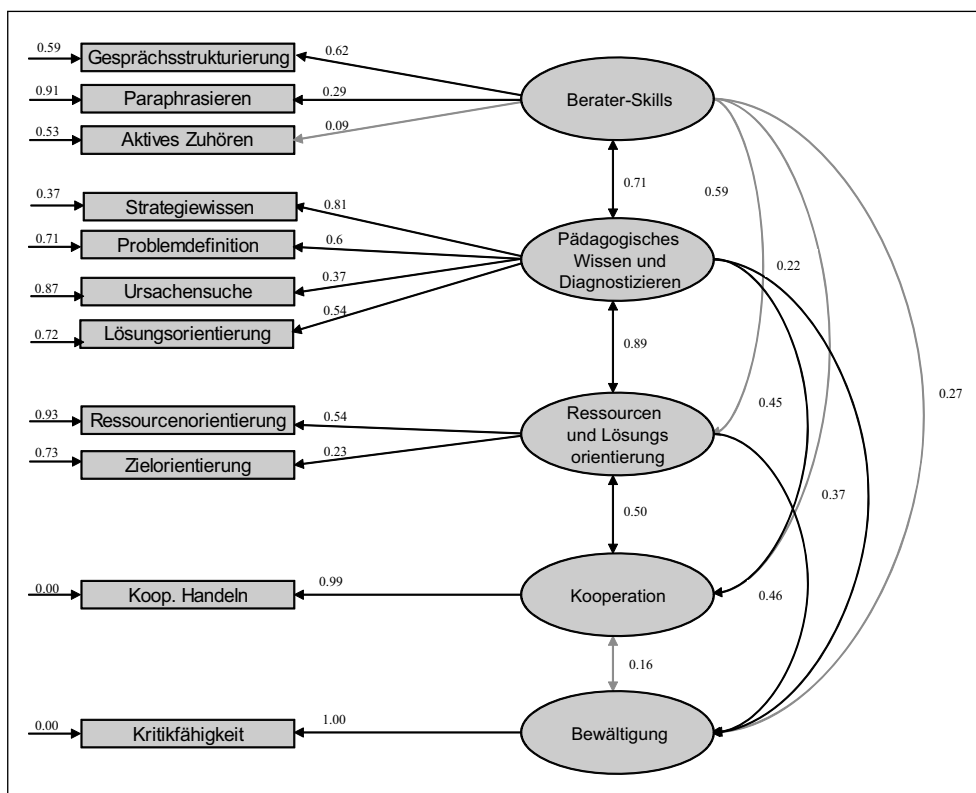 0.59
Gesprächsstrukturierung
0.62
0.91
Paraphrasieren
0.29
Berater-Skills
0.53
Aktives Zuhören
0.09
0.71
0.59
0.37
Strategiewissen
0.81
0.71
Problemdefinition
0.6
Pädagogisches
Wissen und
Diagnostizieren
0.22
0.87
Ursachensuche
0.37
0.72
Lösungsorientierung
0.54
0.89
0.27
0.45
0.93
Ressourcenorientierung
0.54
Ressourcen
und Lösungs
orientierung
0.73
Zielorientierung
0.23
0.37
0.50
0.00
Koop. Handeln
0.99
Kooperation
0.46
0.16
0.00
Kritikfähigkeit
1.00
Bewältigung